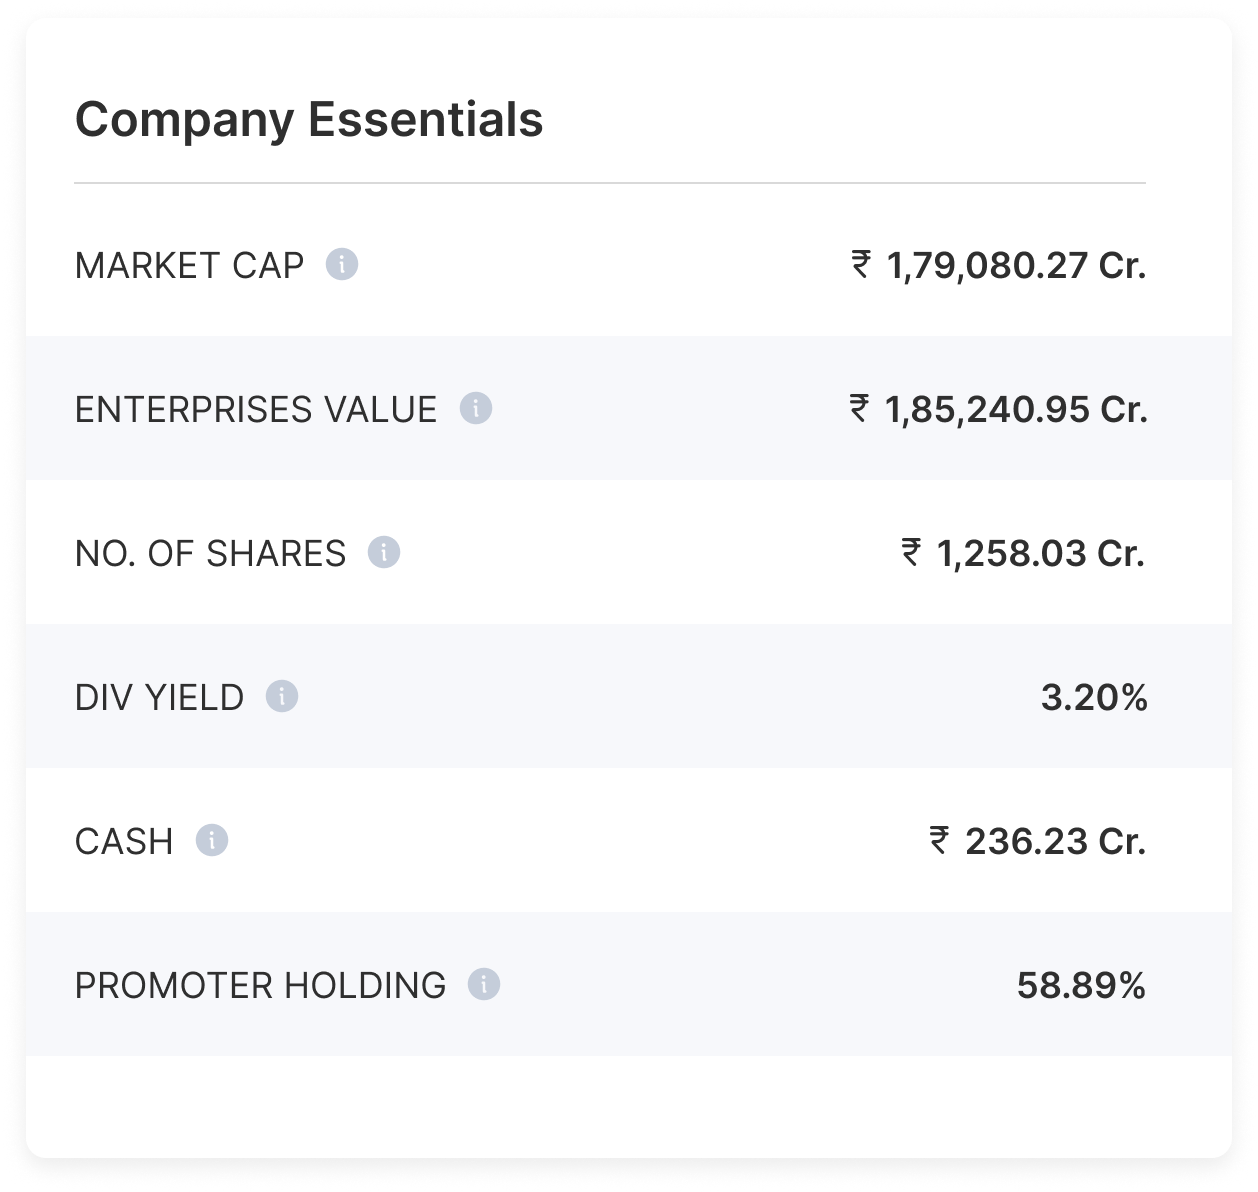 Company Essentials
MARKET CAP ₹ 1,79,080.27 Cr.
ENTERPRISES VALUE ₹ 1,85,240.95 Cr.
NO. OF SHARES ₹ 1,258.03 Cr.
DIV YIELD 3.20%
CASH ₹ 236.23 Cr.
PROMOTER HOLDING 58.89%